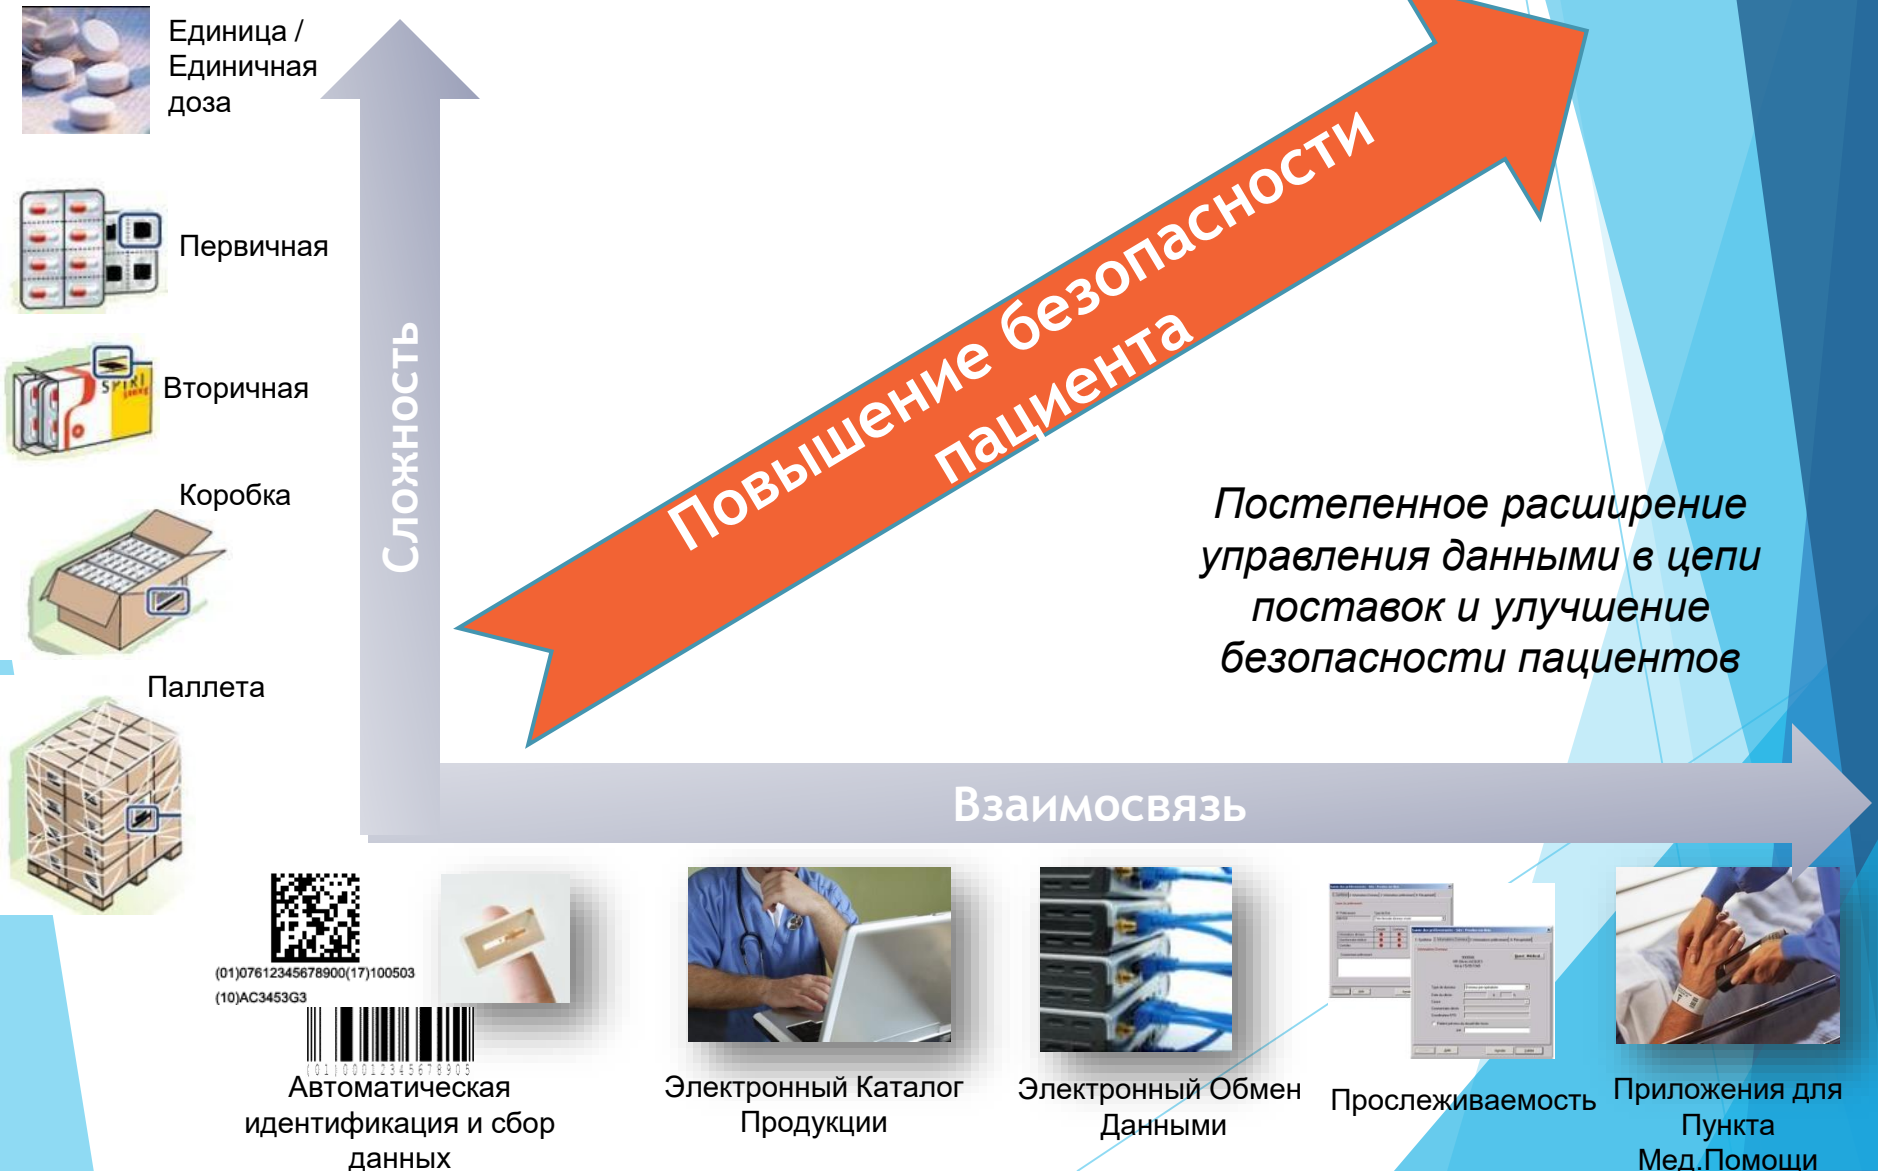 Единица /
Единичная
доза
Первичная
Вторичная
Коробка
Паллета
Сложность
Повышение безопасности
пациента
Постепенное расширение
управления данными в цепи
поставок и улучшение
безопасности пациентов
Взаимосвязь
(01)07612345678900(17)100503
(10)AC3453G3
(01)00012345678905
Автоматическая
идентификация и сбор
данных
Электронный Каталог
Продукции
Электронный Обмен
Данными
Прослеживаемость
Приложения для
Пункта
Мед.Помощи